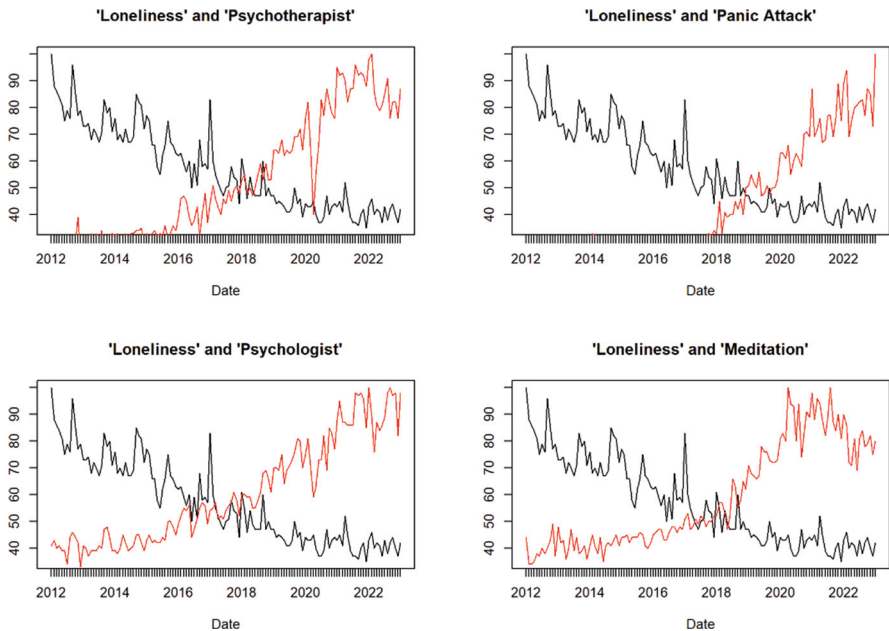 'Loneliness' and 'Psychotherapist'
90
80
70
60
50
40
2012 2014 2016 2018 2020 2022
Date
'Loneliness' and 'Panic Attack'
90
80
70
60
50
40
2012 2014 2016 2018 2020 2022
Date
'Loneliness' and 'Psychologist'
90
80
70
60
50
40
2012 2014 2016 2018 2020 2022
Date
'Loneliness' and 'Meditation'
90
80
70
60
50
40
2012 2014 2016 2018 2020 2022
Date